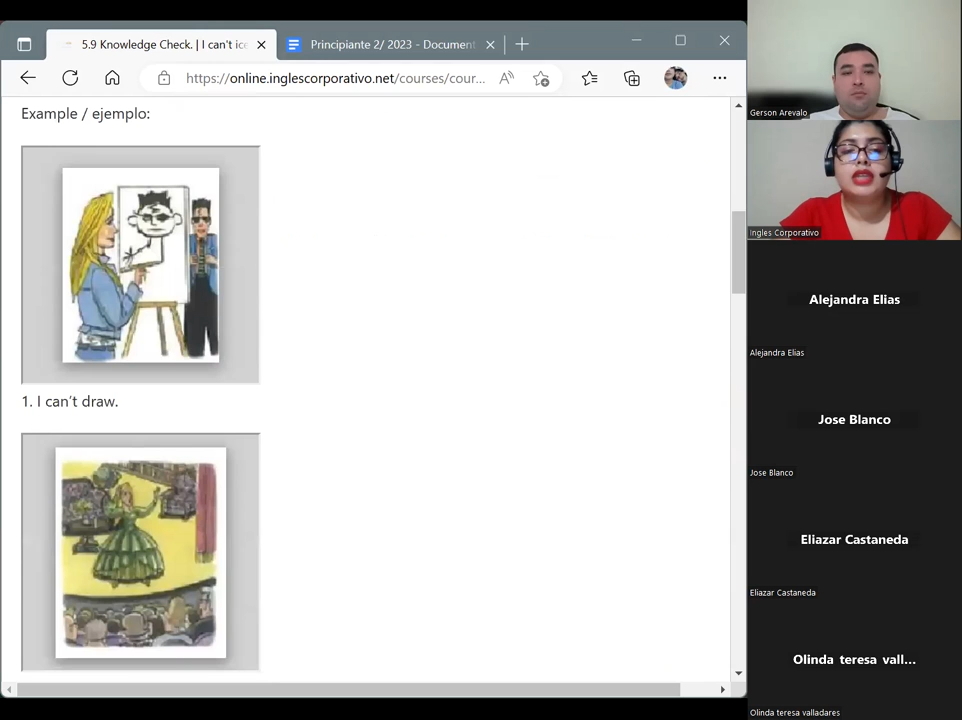 5.9 Knowledge Check. | I can't ice
Principiante 2/ 2023 - Document
https://online.inglescorporativo.net/courses/cour...
Example / ejemplo:
1. I can't draw.
Gerson Arevalo
Ingles Corporativo
Alejandra Elias
Alejandra Elias
Jose Blanco
Jose Blanco
Eliazar Castaneda
Eliazar Castaneda
Olinda teresa vall...
Olinda teresa valladares